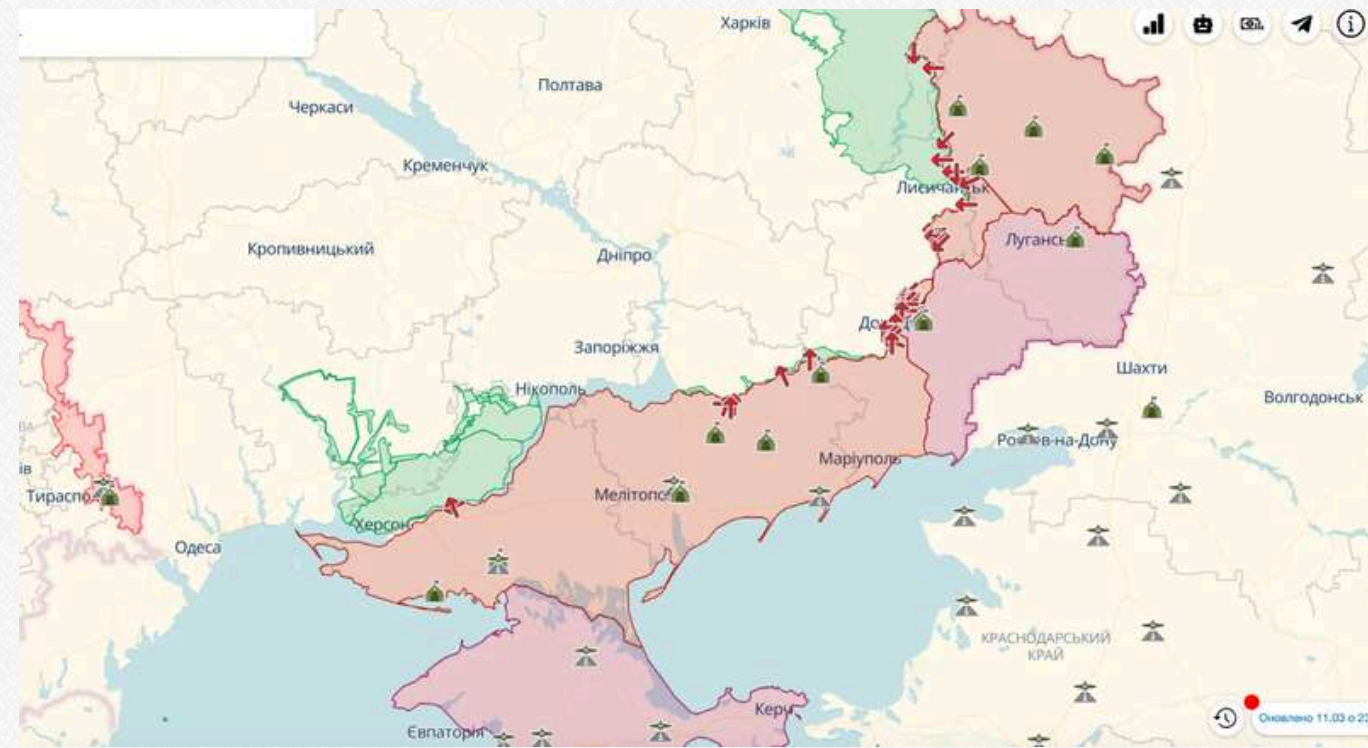 Харків
Полтава
Черкаси
Кременчук
Лисичанськ
Кропивницький
Луганськ
Дніпро
Запоріжжя
Шахти
Нікополь
Волгодонськ
Маріуполь
Тирасполь
Мелітополь
Херсон
Одеса
КРАСНОДАРСЬКИЙ
КРАЙ
Керч
Євпаторія
Оновлено 11.03 о 23